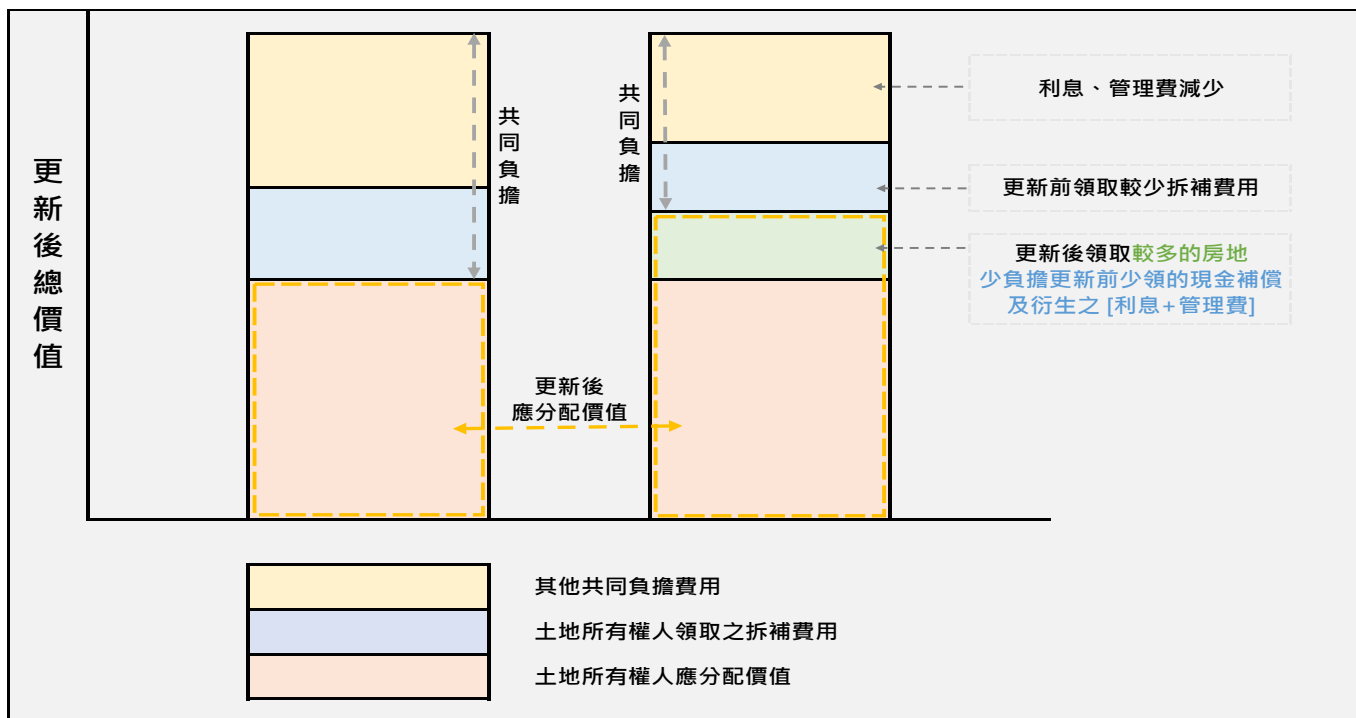 更新後總價值
共同負擔
共同負擔
利息、管理費減少
更新前領取較少拆補費用
更新後領取較多的房地
少負擔更新前少領的現金補償
及衍生之 [利息+管理費]
更新後
應分配價值
其他共同負擔費用
土地所有權人領取之拆補費用
土地所有權人應分配價值